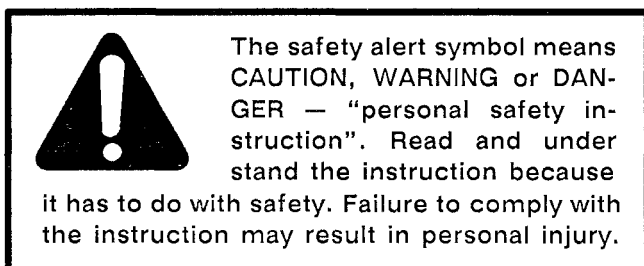 The safety alert symbol means
CAUTION, WARNING or DAN-
GER — “personal safety in-
struction”. Read and under
stand the instruction because
it has to do with safety. Failure to comply with
the instruction may result in personal injury.